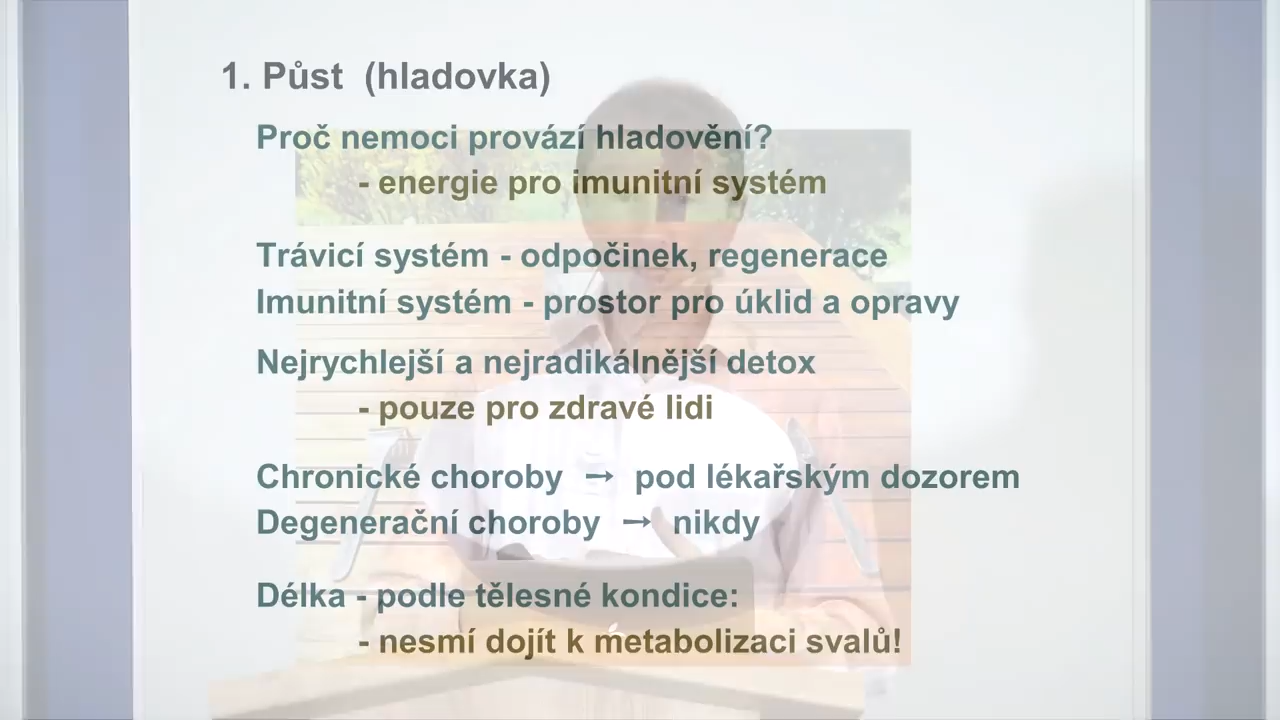 1. Půst (hladovka)
Proč nemoci provází hladovění?
- energie pro imunitní systém
Trávicí systém - odpočinek, regenerace
Imunitní systém - prostor pro úklid a opravy
Nejrychlejší a nejradikálnější detox
- pouze pro zdravé lidi
Chronické choroby → pod lékařským dozorem
Degenerační choroby → nikdy
Délka - podle tělesné kondice:
- nesmí dojít k metabolizaci svalů!